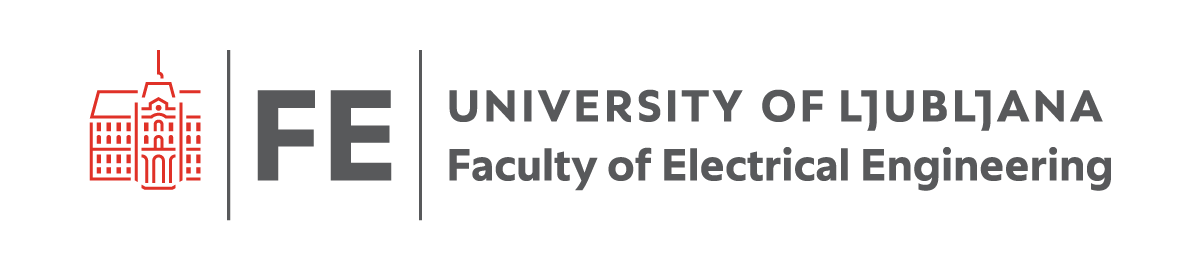 FE
UNIVERSITY OF LJUBLJANA
Faculty of Electrical Engineering